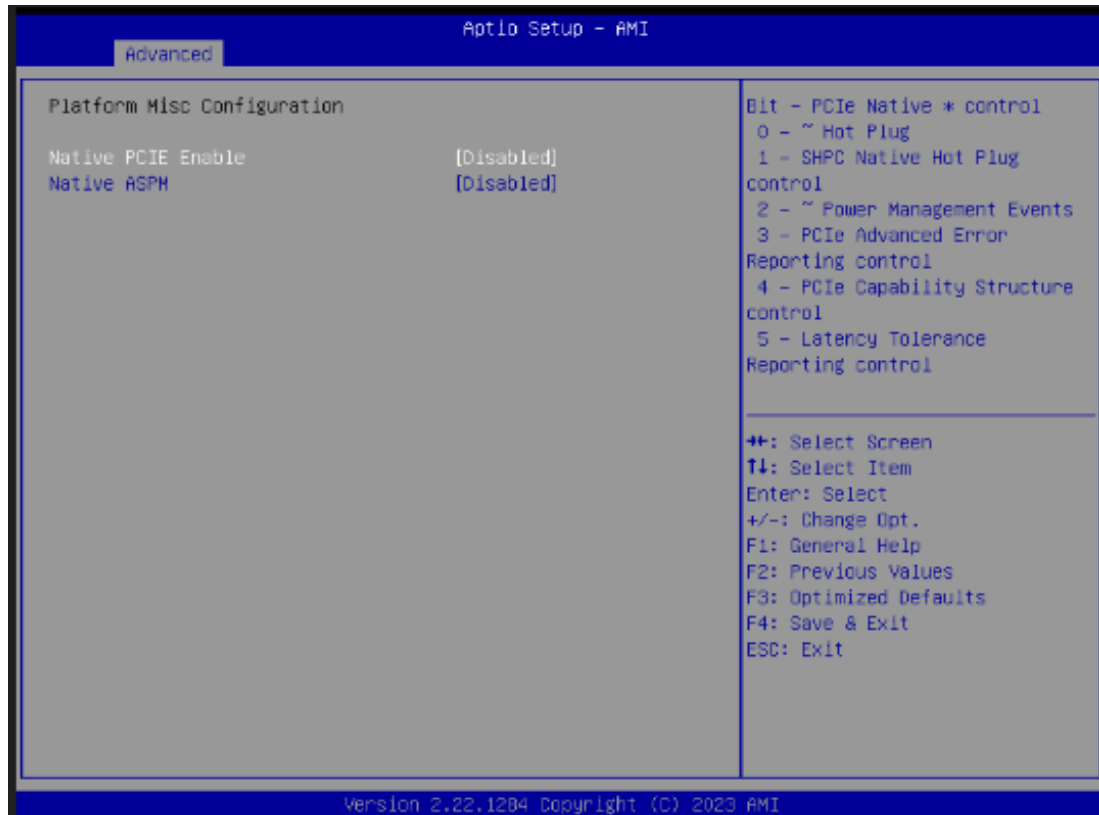 Aptio Setup - AMI
Advanced
Platform Misc Configuration
Native PCIE Enable [Disabled]
Native ASPM [Disabled]
Bit - PCIe Native * control
0 - ~ Hot Plug
1 - SHPC Native Hot Plug
control
2 - ~ Power Management Events
3 - PCIe Advanced Error
Reporting control
4 - PCIe Capability Structure
control
5 - Latency Tolerance
Reporting control
→←: Select Screen
↑↓: Select Item
Enter: Select
+/-: Change Opt.
F1: General Help
F2: Previous Values
F3: Optimized Defaults
F4: Save & Exit
ESC: Exit
Version 2.22.1284 Copyright (C) 2023 AMI